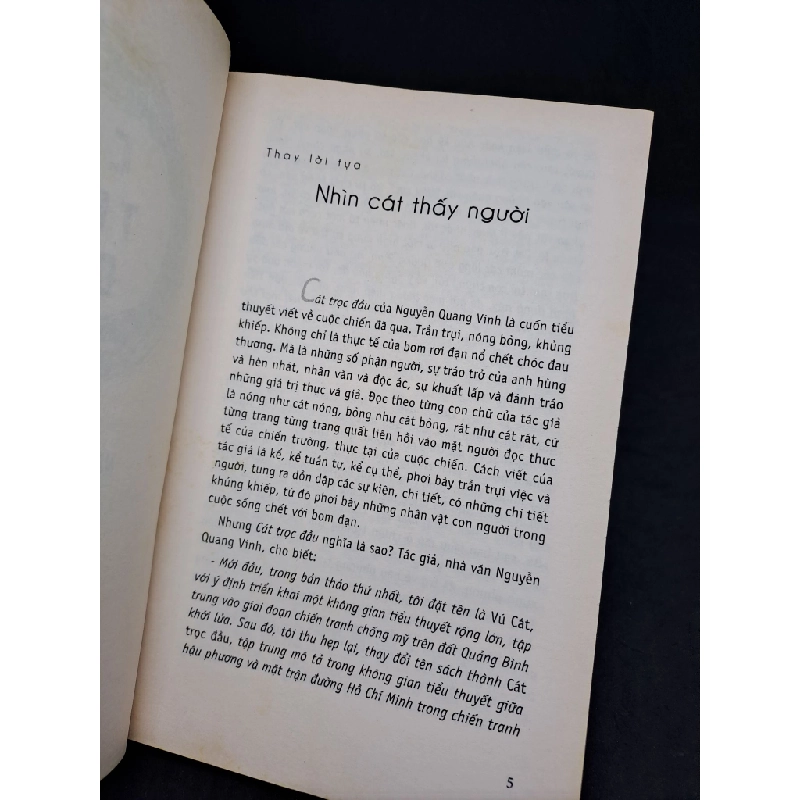 Thay lời tựa
Nhìn cát thấy người
Cát trọc đầu của Nguyễn Quang Vinh là cuốn tiểu
thuyết viết về cuộc chiến đã qua. Trần trụi, nóng bỏng, khủng
khiếp. Không chỉ là thực tế của bom rơi đạn nổ chết chóc đau
thương. Mà là những số phận người, sự tráo trở của anh hùng
và hèn nhát, nhân văn và độc ác, sự khuất lấp và đánh tráo
những giá trị thực và giả. Đọc theo từng con chữ của tác giả
là nóng như cát nóng, bỏng như cát bỏng, rát như cát rát, cứ
từng trang từng trang quất liên hồi vào mặt người đọc thực
tế của chiến trường, thực tại của cuộc chiến. Cách viết của
tác giả là kể, kể tuần tự, kể cụ thể, phơi bày trần trụi việc và
người, tung ra dồn dập các sự kiện, chi tiết, có những chi tiết
khủng khiếp, từ đó phơi bày những nhân vật con người trong
cuộc sống chết với bom đạn.
Nhưng Cát trọc đầu nghĩa là sao? Tác giả, nhà văn Nguyễn
Quang Vinh, cho biết:
- Mới đầu, trong bản thảo thứ nhất, tôi đặt tên là Vú Cát,
với ý định triển khai một không gian tiểu thuyết rộng lớn, tập
trung vào giai đoạn chiến tranh chống mỹ trên đất Quảng Bình
khởi lửa. Sau đó, tôi thu hẹp lại, thay đổi tên sách thành Cát
trọc đầu, tập trung mô tả trong không gian tiểu thuyết giữa
hậu phương và mặt trận đường Hồ Chí Minh trong chiến tranh
5